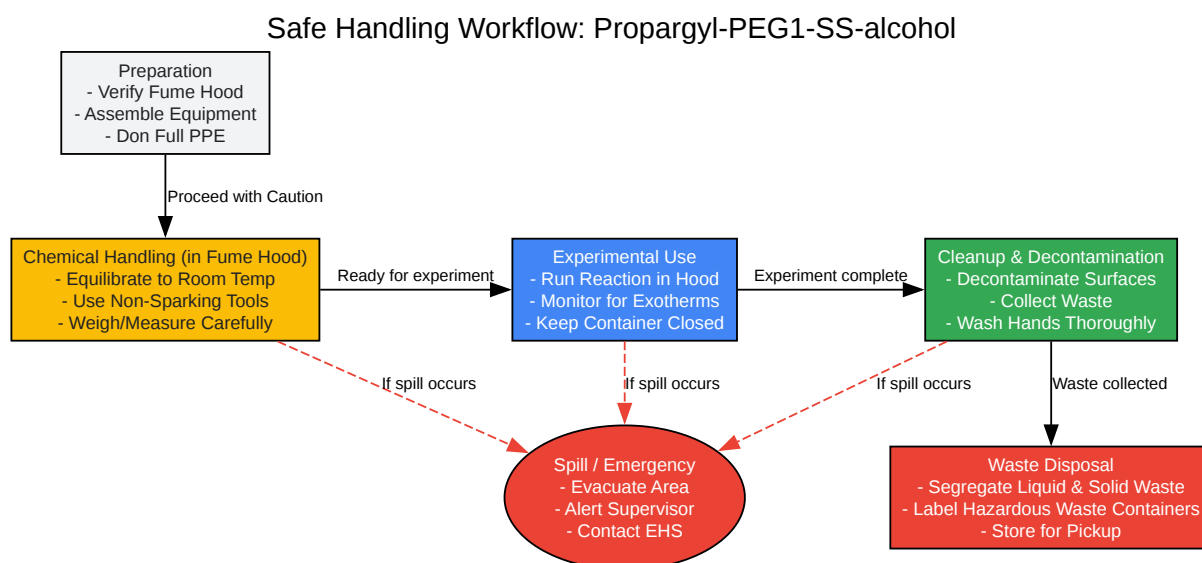 Safe Handling Workflow: Propargyl-PEG1-SS-alcohol
Preparation
- Verify Fume Hood
- Assemble Equipment
- Don Full PPE
Proceed with Caution
Chemical Handling (in Fume Hood)
- Equilibrate to Room Temp
- Use Non-Sparking Tools
- Weigh/Measure Carefully
Ready for experiment
Experimental Use
- Run Reaction in Hood
- Monitor for Exotherms
- Keep Container Closed
Experiment complete
Cleanup & Decontamination
- Decontaminate Surfaces
- Collect Waste
- Wash Hands Thoroughly
If spill occurs
If spill occurs
If spill occurs
Waste collected
Spill / Emergency
- Evacuate Area
- Alert Supervisor
- Contact EHS
Waste Disposal
- Segregate Liquid & Solid Waste
- Label Hazardous Waste Containers
- Store for Pickup